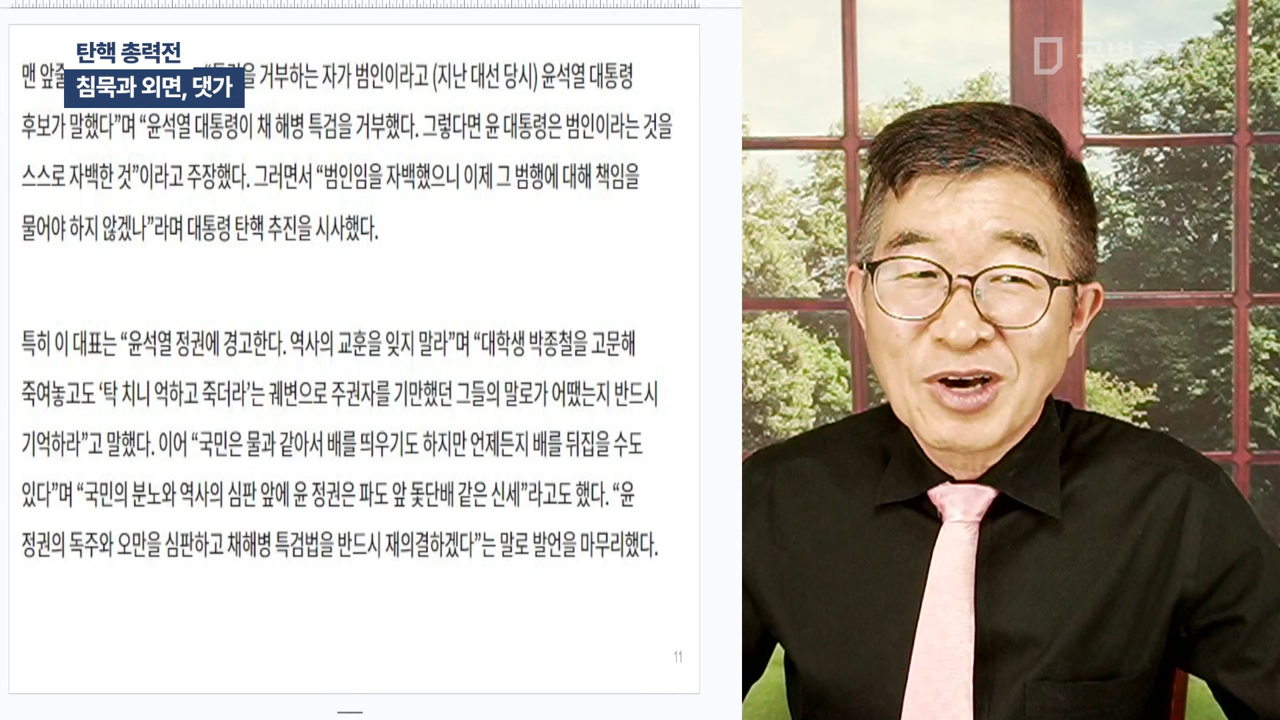 탄핵 총력전
침묵과 외면, 댓가
맨 앞줄 거부하는 자가 범인이라고 (지난 대선 당시) 윤석열 대통령
후보가 말했다”며 “윤석열 대통령이 채 해병 특검을 거부했다. 그렇다면 윤 대통령은 범인이라는 것을
스스로 자백한 것”이라고 주장했다. 그러면서 “범인임을 자백했으니 이제 그 범행에 대해 책임을
물어야 하지 않겠나”라며 대통령 탄핵 추진을 시사했다.
특히 이 대표는 “윤석열 정권에 경고한다. 역사의 교훈을 잊지 말라”며 “대학생 박종철을 고문해
죽여놓고도 ‘탁 치니 억하고 죽더라’는 궤변으로 주권자를 기만했던 그들의 말로가 어땠는지 반드시
기억하라”고 말했다. 이어 “국민은 물과 같아서 배를 띄우기도 하지만 언제든지 배를 뒤집을 수도
있다”며 “국민의 분노와 역사의 심판 앞에 윤 정권은 파도 앞 돛단배 같은 신세”라고도 했다. “윤
정권의 독주와 오만을 심판하고 채해병 특검법을 반드시 재의결하겠다”는 말로 발언을 마무리했다.
11
공병호TV